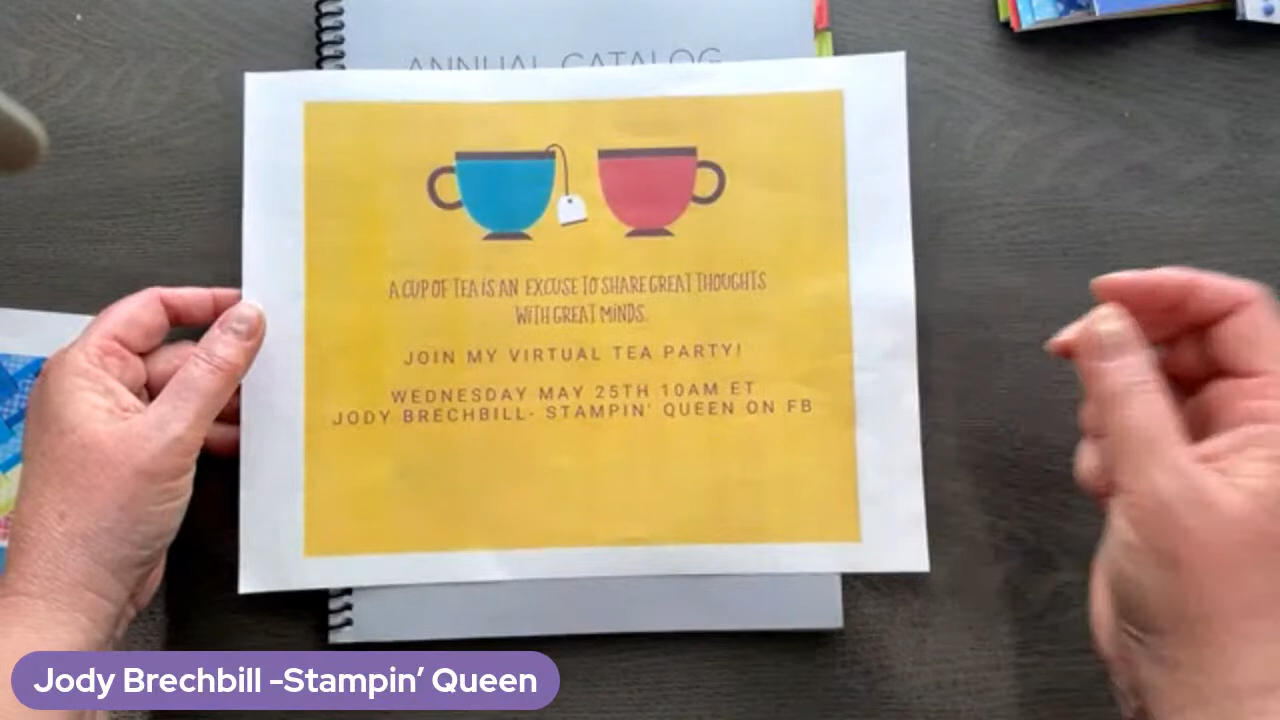 ANNUAL CATALOG
A CUP OF TEA IS AN EXCUSE TO SHARE GREAT THOUGHTS
WITH GREAT MINDS.
JOIN MY VIRTUAL TEA PARTY!
WEDNESDAY MAY 25TH 10AM ET
JODY BRECHBILL- STAMPIN' QUEEN ON FB
Jody Brechbill -Stampin’ Queen